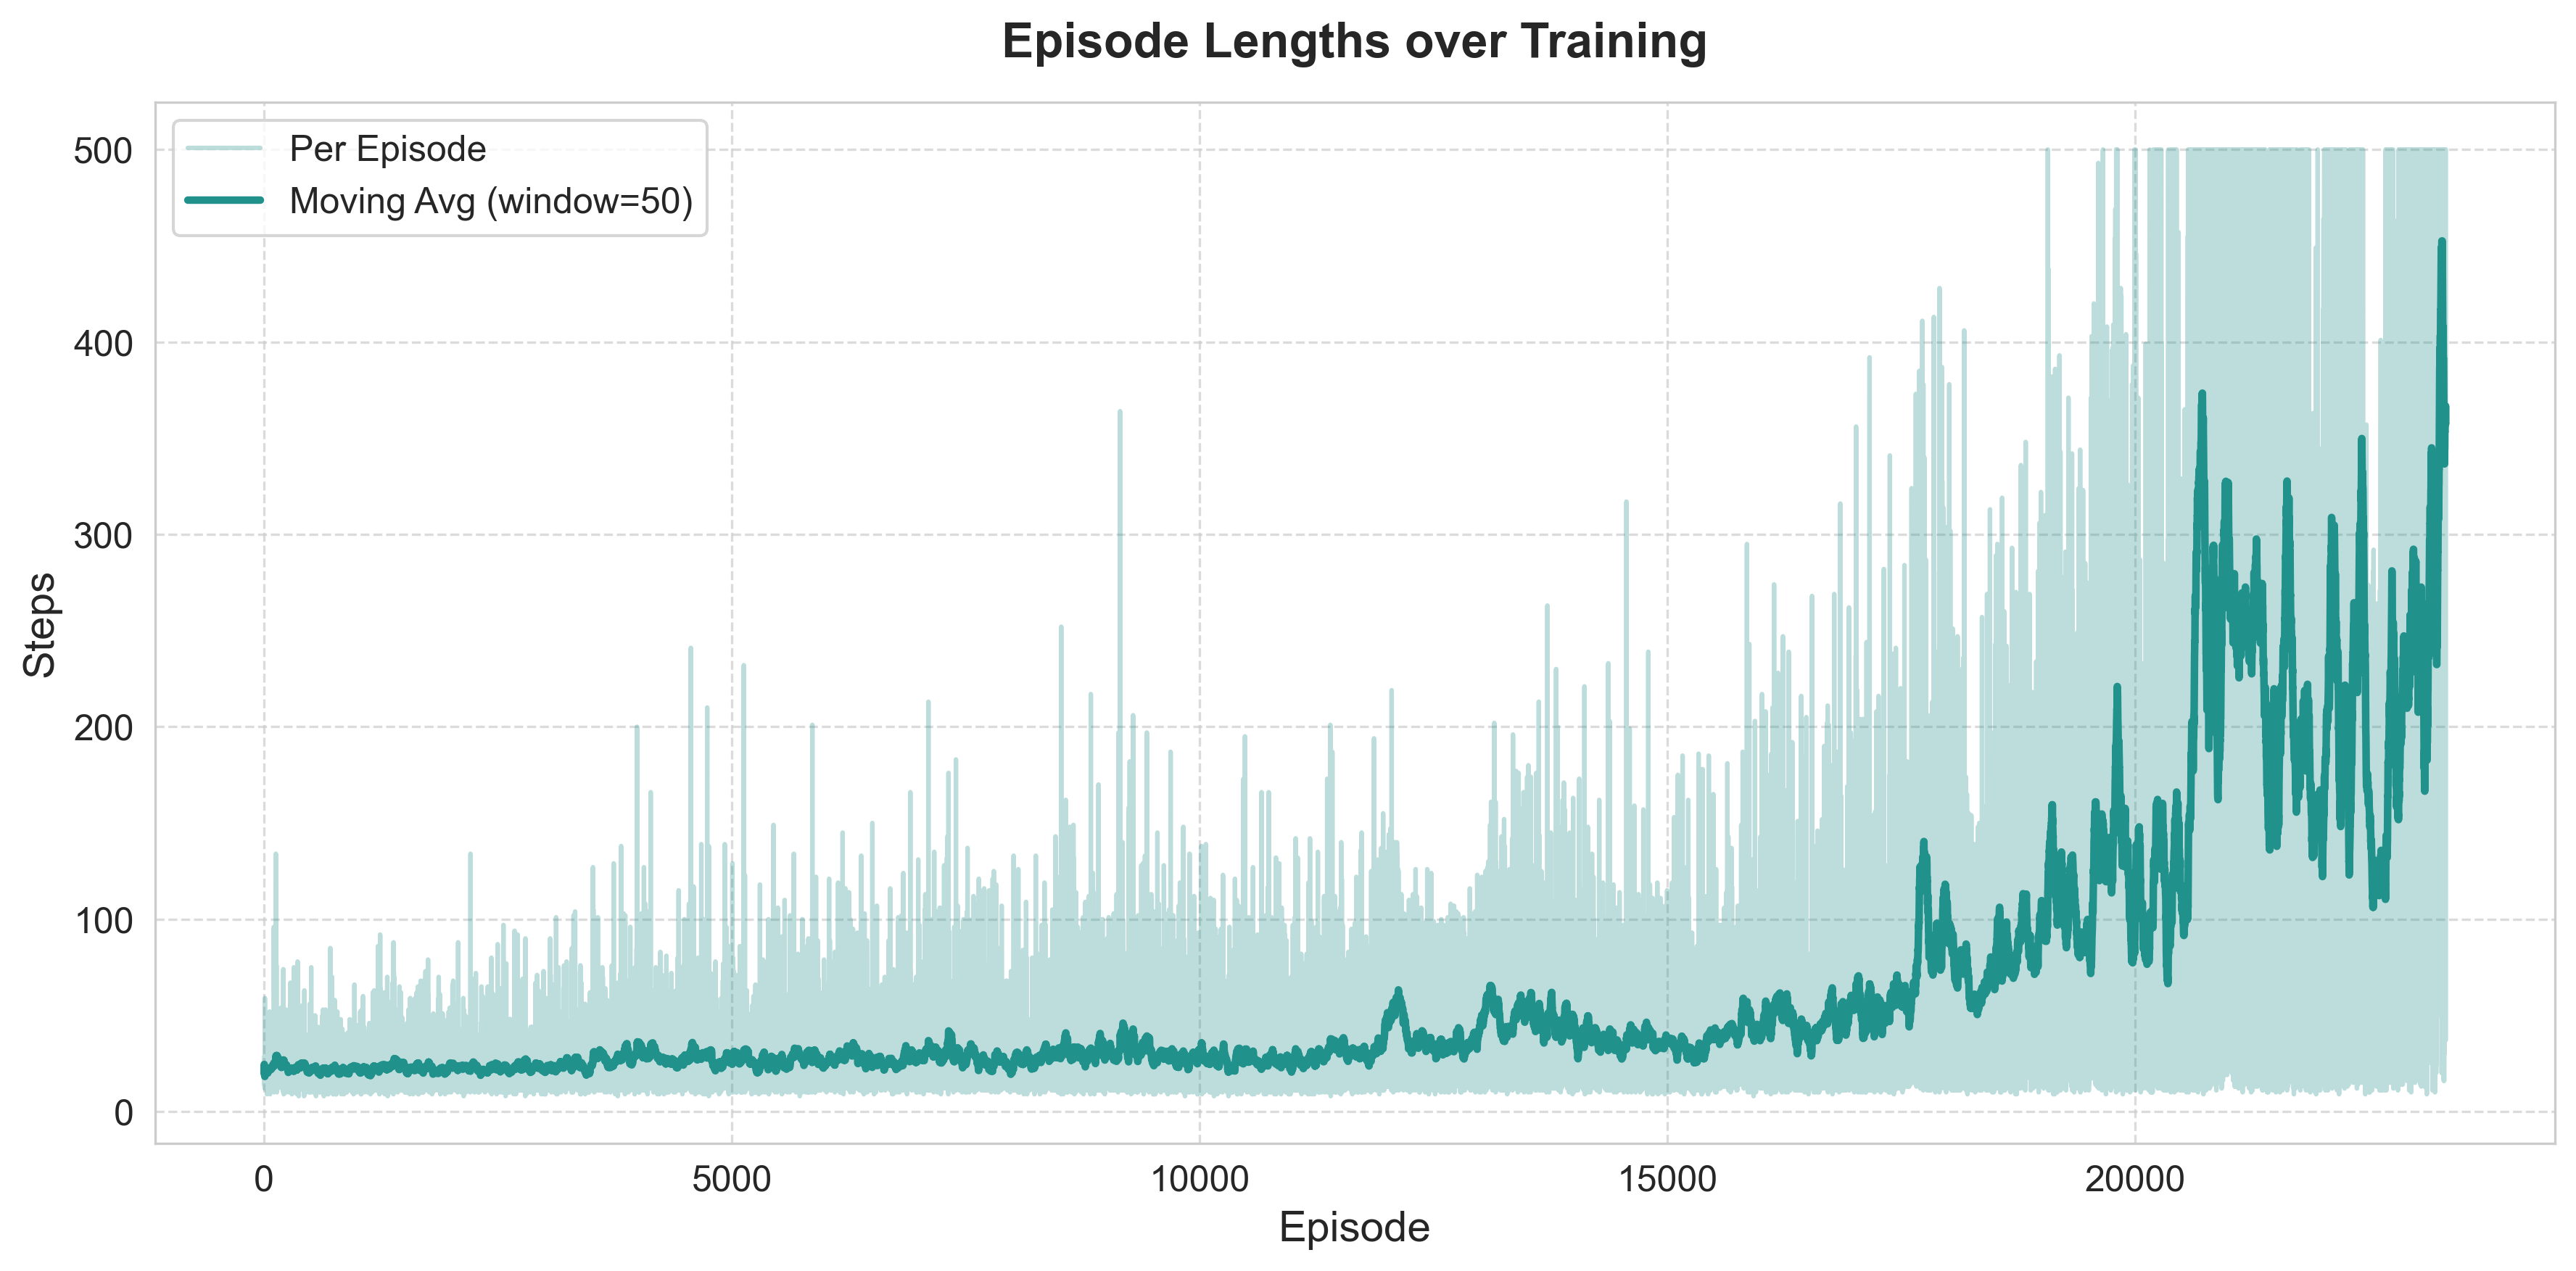 Episode Lengths over Training
Per Episode
Moving Avg (window=50)
500
400
300
200
100
0
Steps
0
5000
10000
15000
20000
Episode